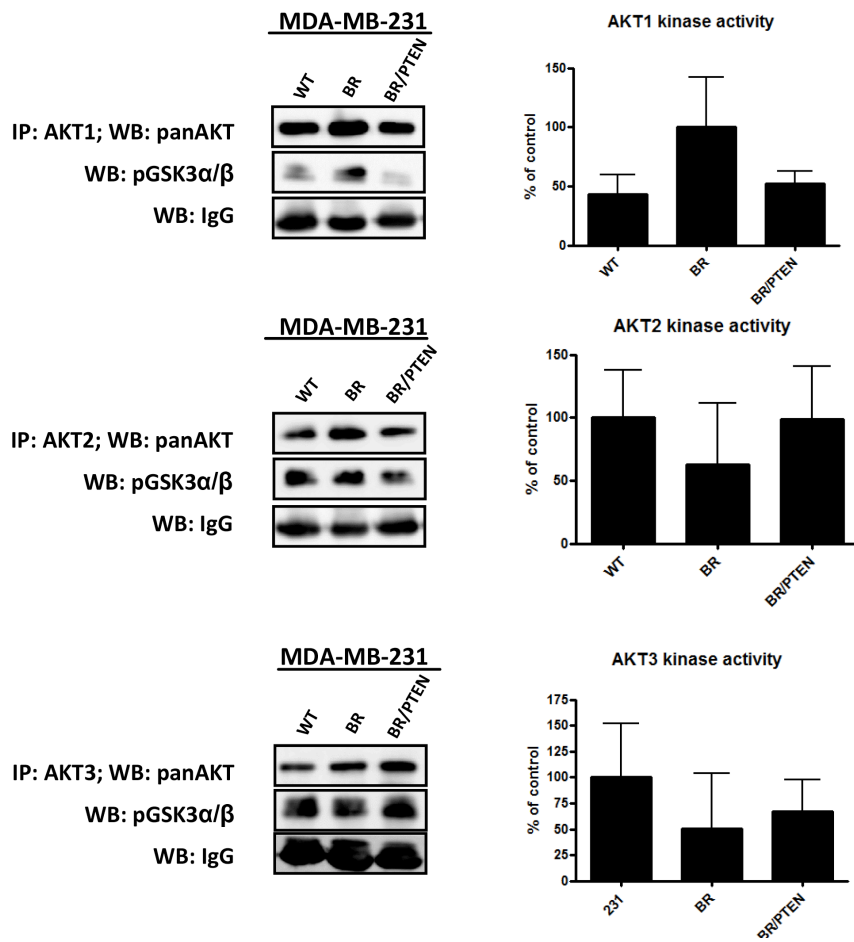 MDA-MB-231
WT BR BR/PTEN
IP: AKT1; WB: panAKT
WB: pGSK3α/β
WB: IgG
AKT1 kinase activity
% of control
150
100
50
0
WT BR BR/PTEN
MDA-MB-231
WT BR BR/PTEN
IP: AKT2; WB: panAKT
WB: pGSK3α/β
WB: IgG
AKT2 kinase activity
% of control
150
100
50
0
WT BR BR/PTEN
MDA-MB-231
WT BR BR/PTEN
IP: AKT3; WB: panAKT
WB: pGSK3α/β
WB: IgG
AKT3 kinase activity
% of control
175
150
125
100
75
50
25
0
231 BR BR/PTEN